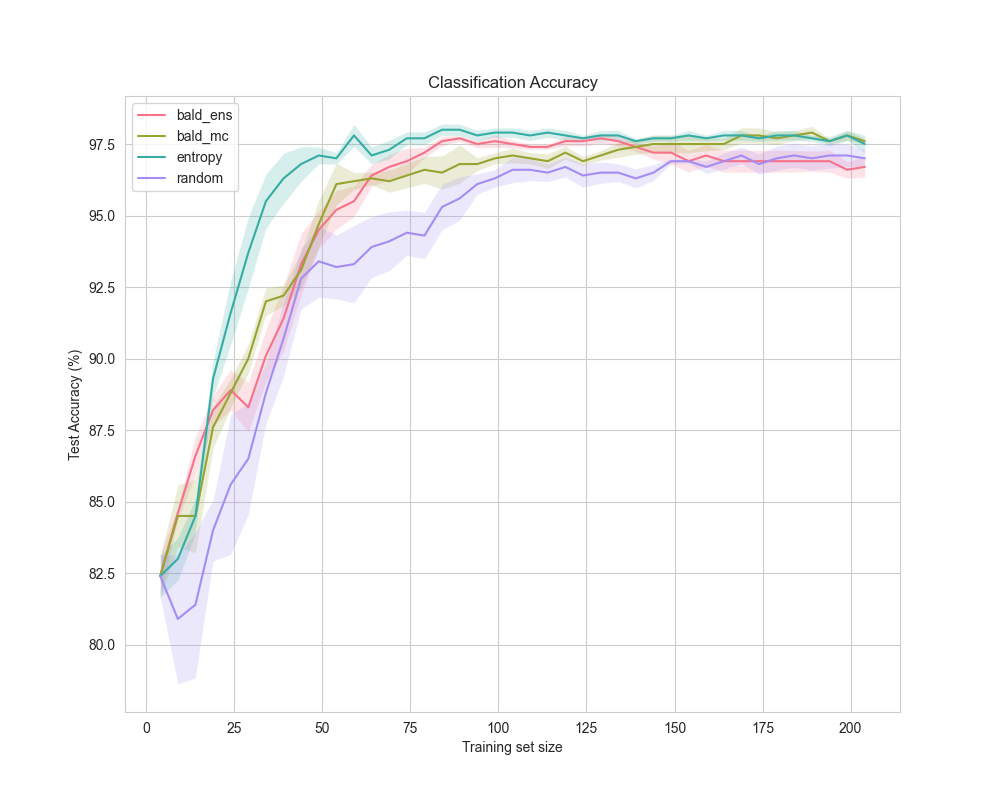 Classification Accuracy
bald_ens
bald_mc
entropy
random
Test Accuracy (%)
97.5
95.0
92.5
90.0
87.5
85.0
82.5
80.0
0 25 50 75 100 125 150 175 200
Training set size